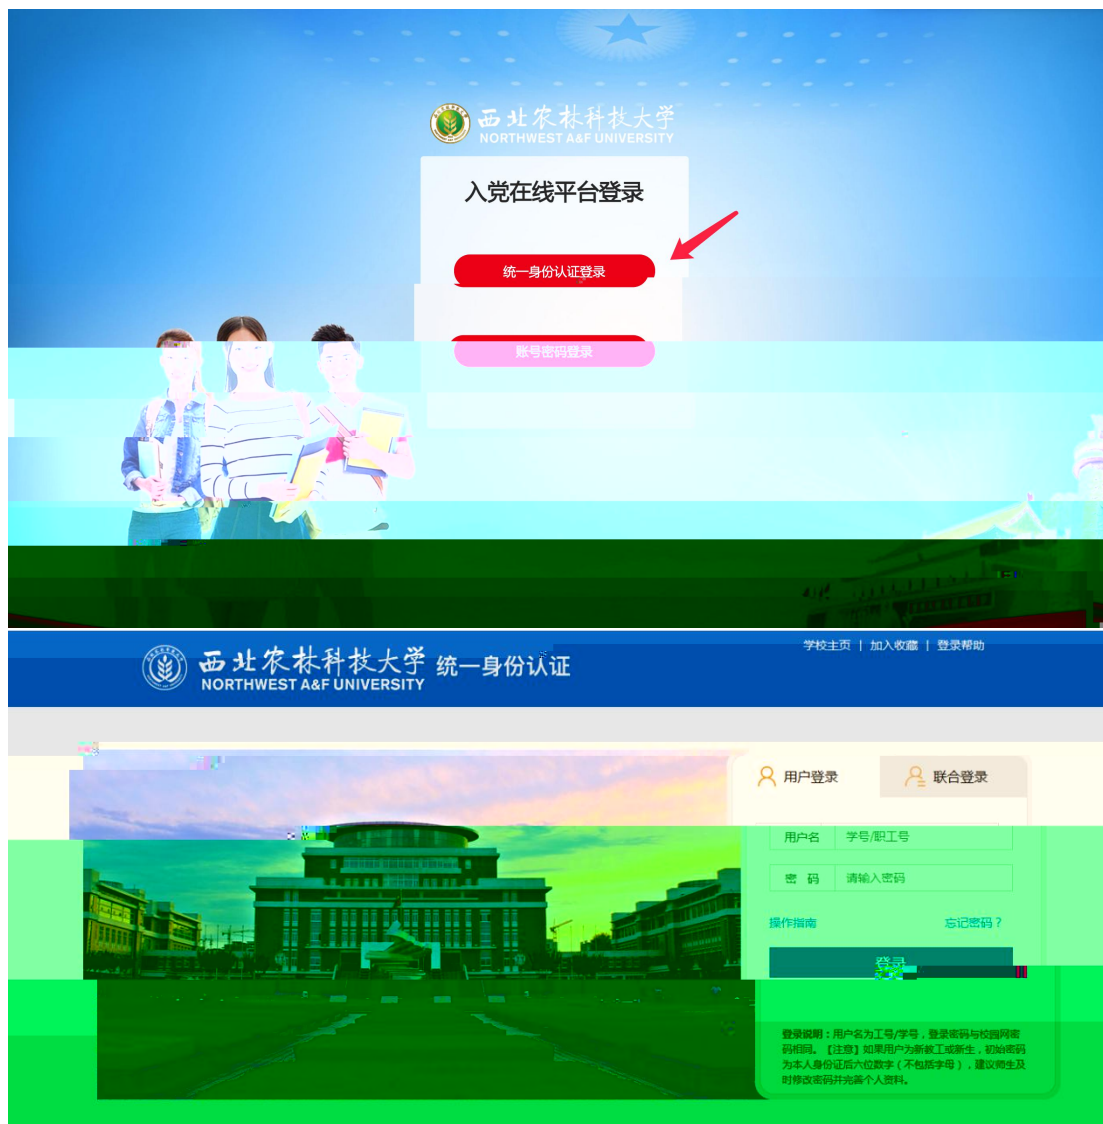 西北农林科技大学
NORTHWEST A&F UNIVERSITY
入党在线平台登录
统一身份认证登录
账号密码登录
学校主页 | 加入收藏 | 登录帮助
西北农林科技大学 统一身份认证
NORTHWEST A&F UNIVERSITY
用户登录 联合登录
用户名 学号/职工号
密 码 请输入密码
操作指南 忘记密码？
登录
登录说明：用户名为工号/学号，登录密码与校园网密
码相同。【注意】如果用户为新教工或新生，初始密码
为本人身份证后六位数字（不包括字母），建议师生及
时修改密码并完善个人资料。